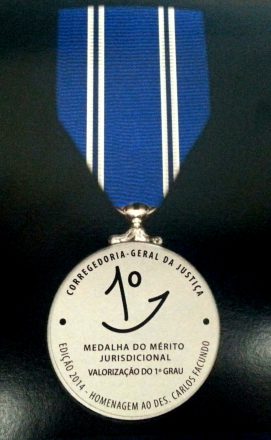 CORREGEDORIA-GERAL DA JUSTIÇA
1º
MEDALHA DO MÉRITO
JURISDICIONAL
VALORIZAÇÃO DO 1º GRAU
EDIÇÃO 2014 - HOMENAGEM AO DES. CARLOS FACUNDO